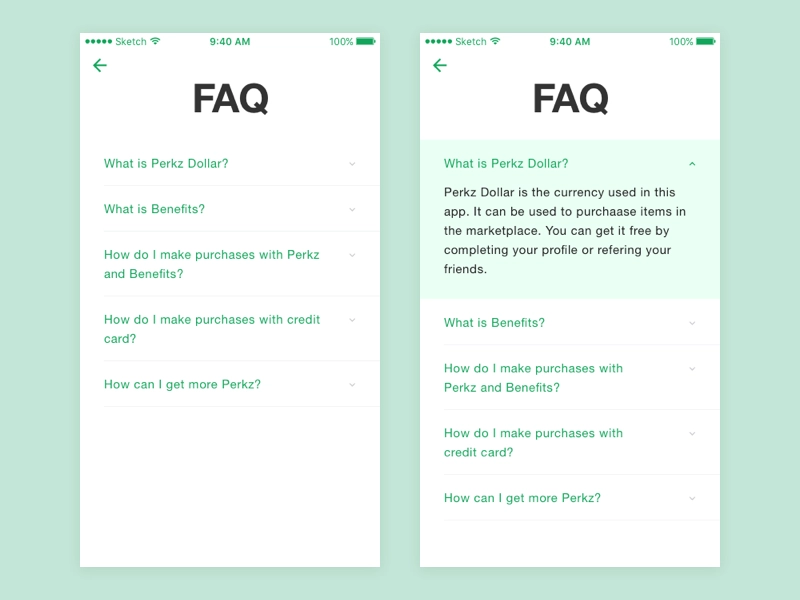 Sketch 9:40 AM 100%
FAQ
What is Perkz Dollar?
What is Benefits?
How do I make purchases with Perkz
and Benefits?
How do I make purchases with credit
card?
How can I get more Perkz?
Sketch 9:40 AM 100%
FAQ
What is Perkz Dollar?
Perkz Dollar is the currency used in this
app. It can be used to purchaase items in
the marketplace. You can get it free by
completing your profile or refering your
friends.
What is Benefits?
How do I make purchases with
Perkz and Benefits?
How do I make purchases with
credit card?
How can I get more Perkz?